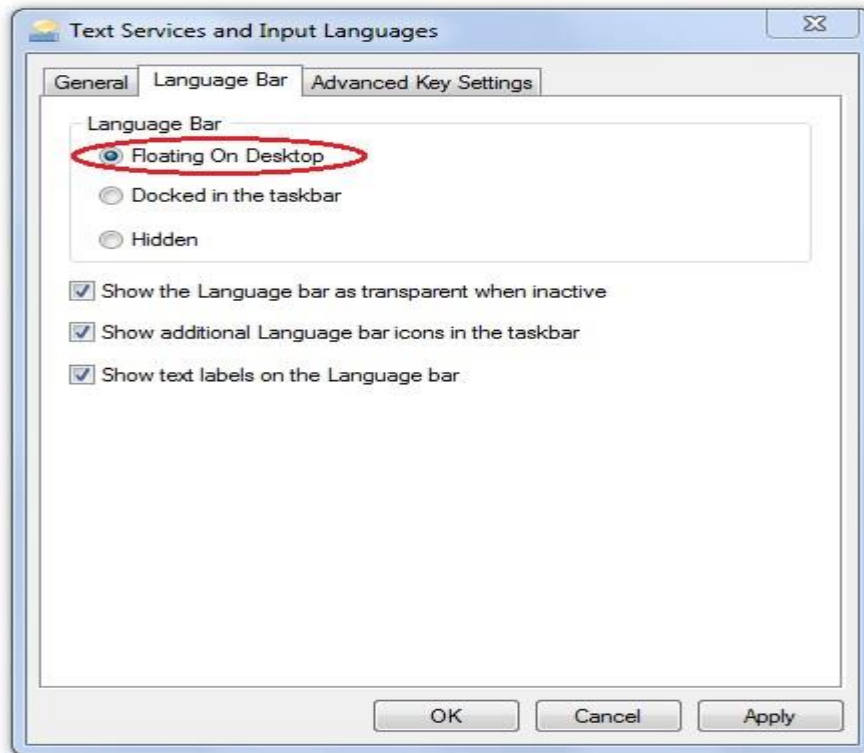 Text Services and Input Languages
General Language Bar Advanced Key Settings
Language Bar
Floating On Desktop
Docked in the taskbar
Hidden
Show the Language bar as transparent when inactive
Show additional Language bar icons in the taskbar
Show text labels on the Language bar
OK Cancel Apply